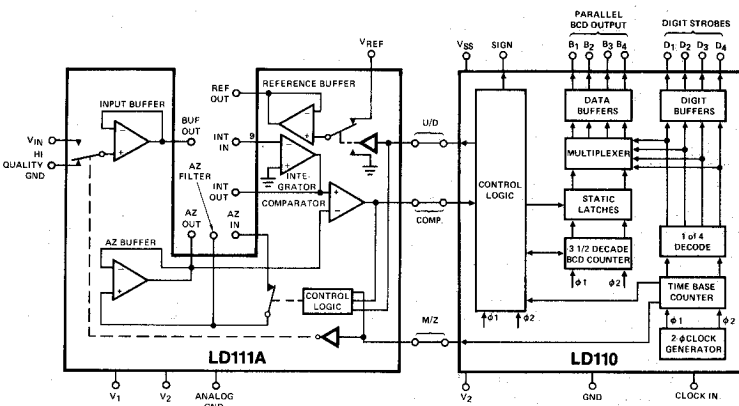 PARALLEL
BCD OUTPUT
DIGIT STROBES
B1 B2 B3 B4
D1 D2 D3 D4
VREF
VSS
SIGN
REF
OUT
REFERENCE BUFFER
INPUT BUFFER
BUF
OUT
VIN
HI
QUALITY
GND
INT
IN
9
INTE-
GRATOR
U/D
DATA
BUFFERS
DIGIT
BUFFERS
MULTIPLEXER
CONTROL
LOGIC
AZ
FILTER
INT
OUT
COMPARATOR
COMP.
STATIC
LATCHES
AZ
OUT
AZ
IN
AZ BUFFER
3 1/2 DECADE
BCD COUNTER
1 of 4
DECODE
ϕ1 ϕ2
CONTROL
LOGIC
M/Z
TIME BASE
COUNTER
ϕ1 ϕ2
ϕ1 ϕ2
2-ϕCLOCK
GENERATOR
LD111A
LD110
V1
V2
ANALOG
GND
V2
GND
CLOCK IN